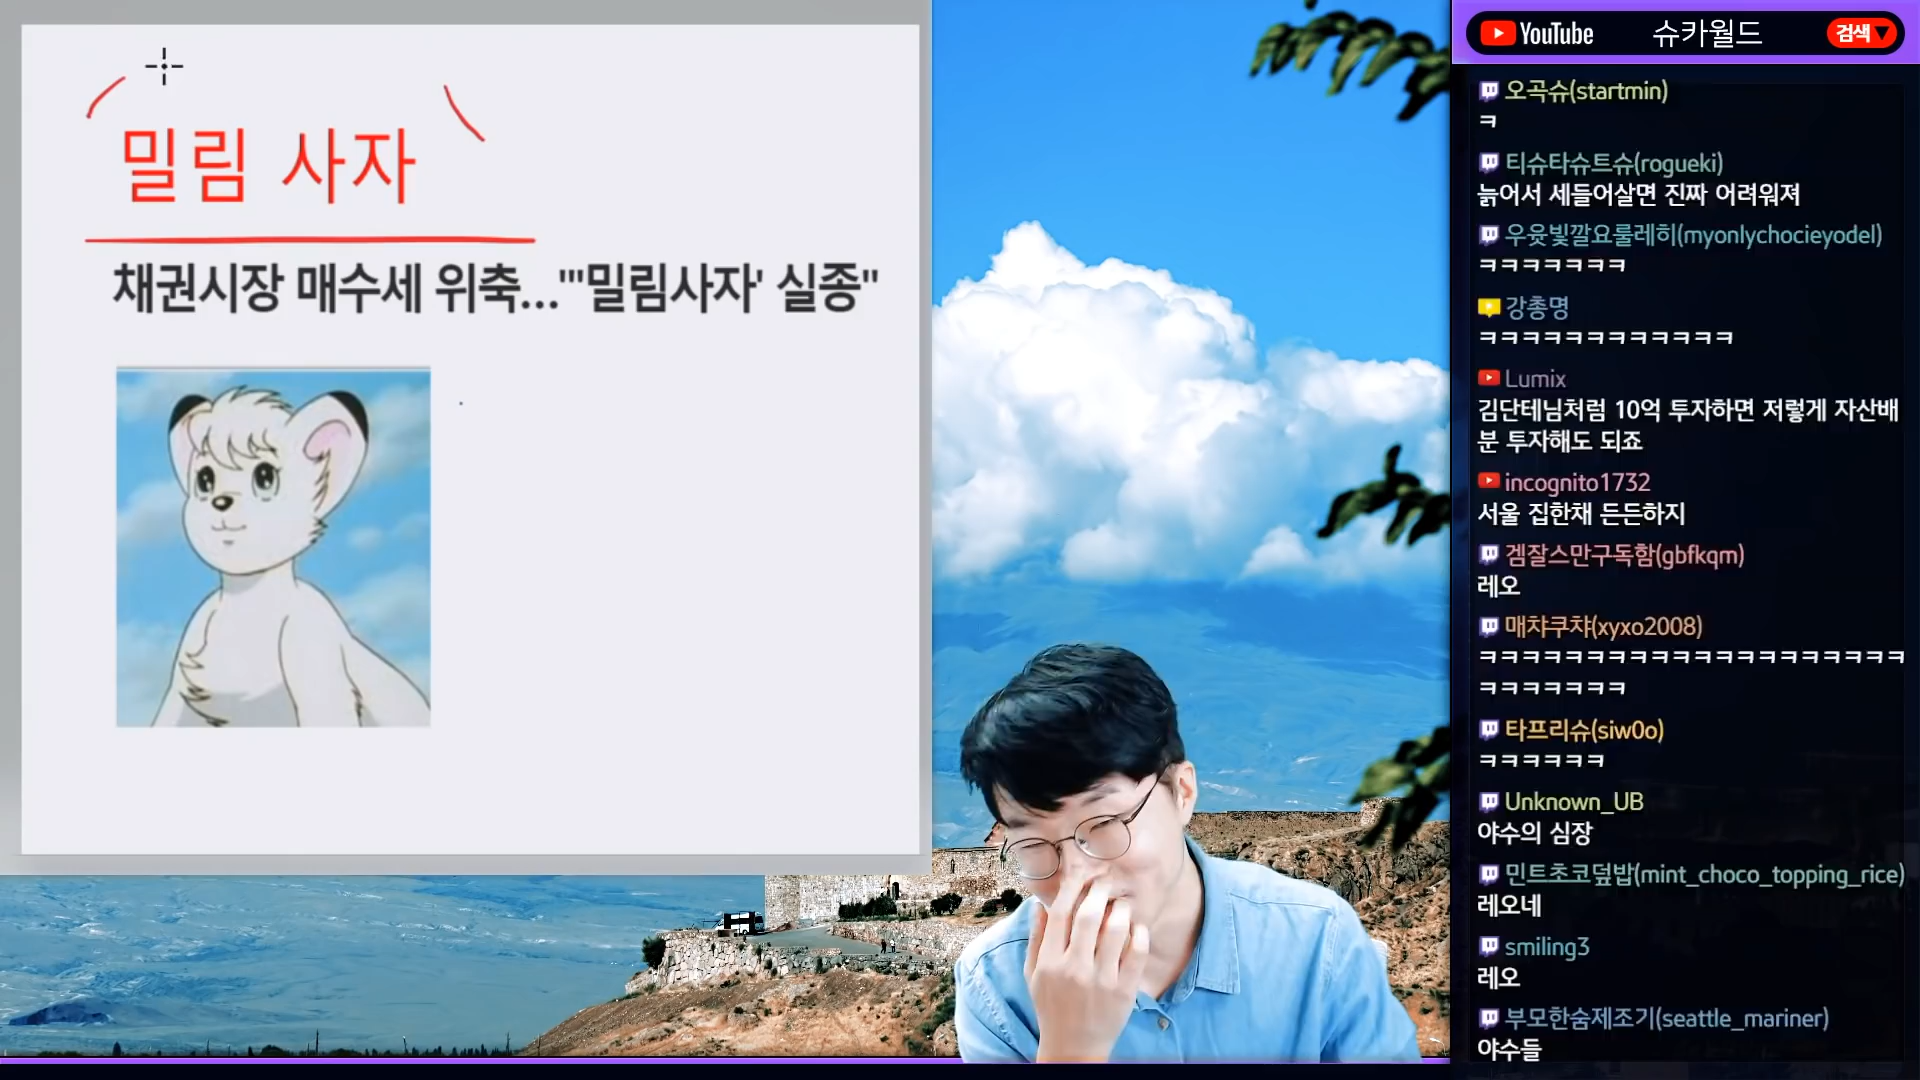 밀림 사자
채권시장 매수세 위축..."'밀림사자' 실종"
YouTube
슈카월드
검색▼
오곡슈(startmin)
ㅋ
티슈타슈트슈(rogueki)
늙어서 세들어살면 진짜 어려워져
우윳빛깔요룰레히(myonlychocieyodel)
ㅋㅋㅋㅋㅋㅋㅋ
강총명
ㅋㅋㅋㅋㅋㅋㅋㅋㅋㅋㅋㅋ
Lumix
김단테님처럼 10억 투자하면 저렇게 자산배
분 투자해도 되죠
incognito1732
서울 집한채 든든하지
겜잘스만구독함(gbfkqm)
레오
매챠쿠챠(xyxo2008)
ㅋㅋㅋㅋㅋㅋㅋㅋㅋㅋㅋㅋㅋㅋㅋㅋㅋㅋㅋㅋ
ㅋㅋㅋㅋㅋㅋㅋ
타프리슈(siw0o)
ㅋㅋㅋㅋㅋㅋ
Unknown_UB
야수의 심장
민트초코덮밥(mint_choco_topping_rice)
레오네
smiling3
레오
부모한숨제조기(seattle_mariner)
야수들